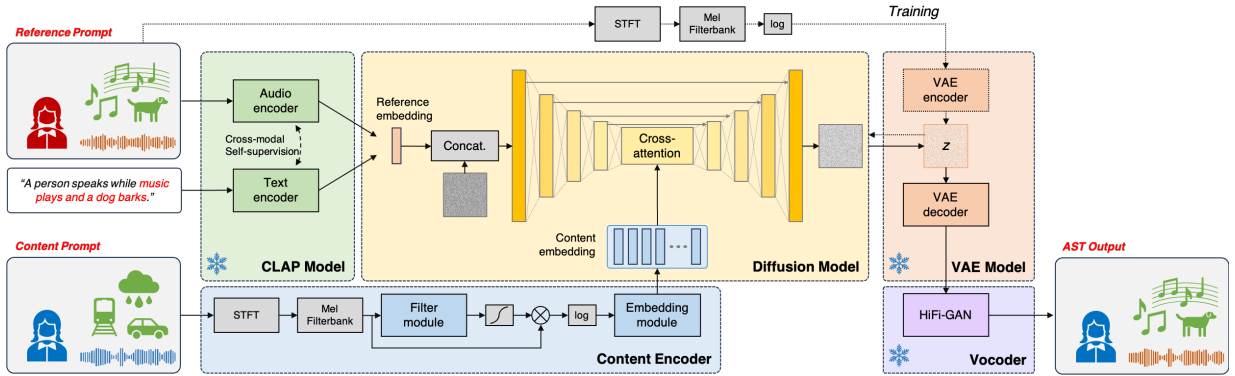 Reference Prompt
STFT
Mel
Filterbank
log
Training
Audio
encoder
Cross-modal
Self-supervision
Text
encoder
CLAP Model
"A person speaks while music
plays and a dog barks."
Reference
embedding
Concat.
Cross-
attention
Content
embedding
Diffusion Model
VAE
encoder
z
VAE
decoder
VAE Model
Content Prompt
STFT
Mel
Filterbank
Filter
module
log
Embedding
module
Content Encoder
HiFi-GAN
Vocoder
AST Output